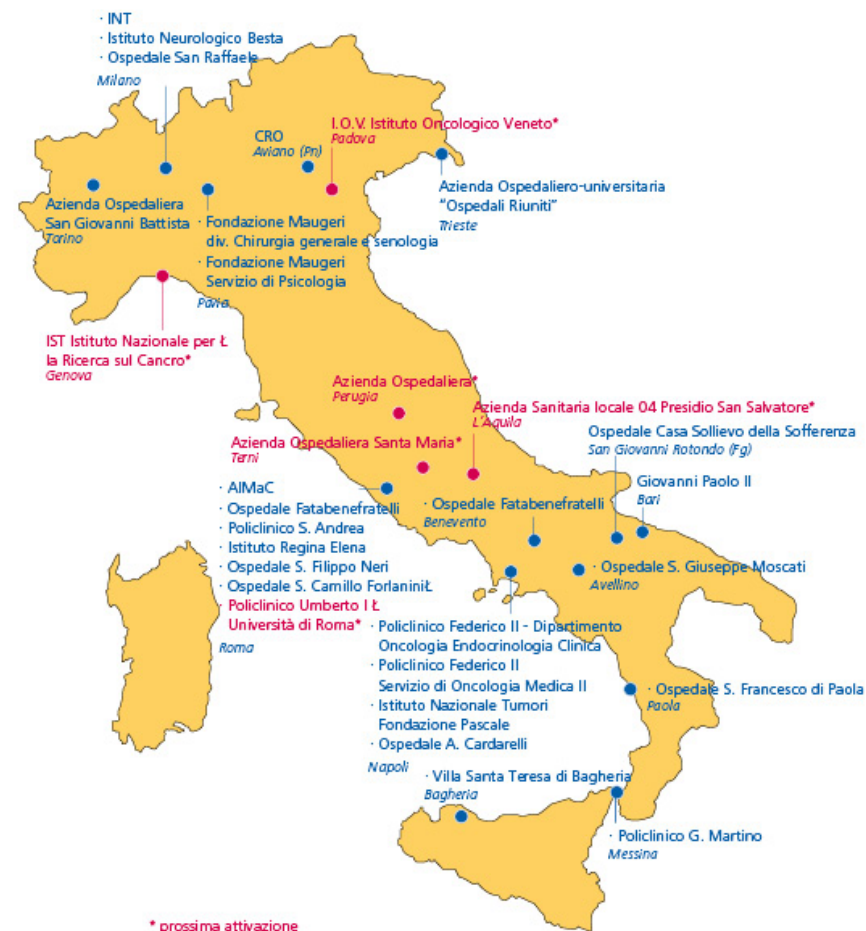 · INT
· Istituto Neurologico Besta
· Ospedale San Raffaele
Milano
CRO
Aviano (Pn)
I.O.V. Istituto Oncologico Veneto*
Padova
Azienda Ospedaliero-universitaria
"Ospedali Riuniti"
Trieste
Azienda Ospedaliera
San Giovanni Battista
Torino
· Fondazione Maugeri
div. Chirurgia generale e senologia
· Fondazione Maugeri
Servizio di Psicologia
Pavia
IST Istituto Nazionale per Ł
la Ricerca sul Cancro*
Genova
Azienda Ospedaliera*
Perugia
Azienda Sanitaria locale 04 Presidio San Salvatore*
L'Aquila
Azienda Ospedaliera Santa Maria*
Terni
Ospedale Casa Sollievo della Sofferenza
San Giovanni Rotondo (Fg)
Giovanni Paolo II
Bari
· AIMaC
· Ospedale Fatabenefratelli
· Policlinico S. Andrea
· Istituto Regina Elena
· Ospedale S. Filippo Neri
· Ospedale S. Camillo ForlaniniŁ
· Policlinico Umberto I Ł
Università di Roma*
Roma
· Ospedale Fatabenefratelli
Benevento
· Ospedale S. Giuseppe Moscati
Avellino
· Policlinico Federico II - Dipartimento
Oncologia Endocrinologia Clinica
· Policlinico Federico II
Servizio di Oncologia Medica II
· Istituto Nazionale Tumori
Fondazione Pascale
· Ospedale A. Cardarelli
Napoli
· Ospedale S. Francesco di Paola
Paola
· Villa Santa Teresa di Bagheria
Bagheria
· Policlinico G. Martino
Messina
* prossima attivazione